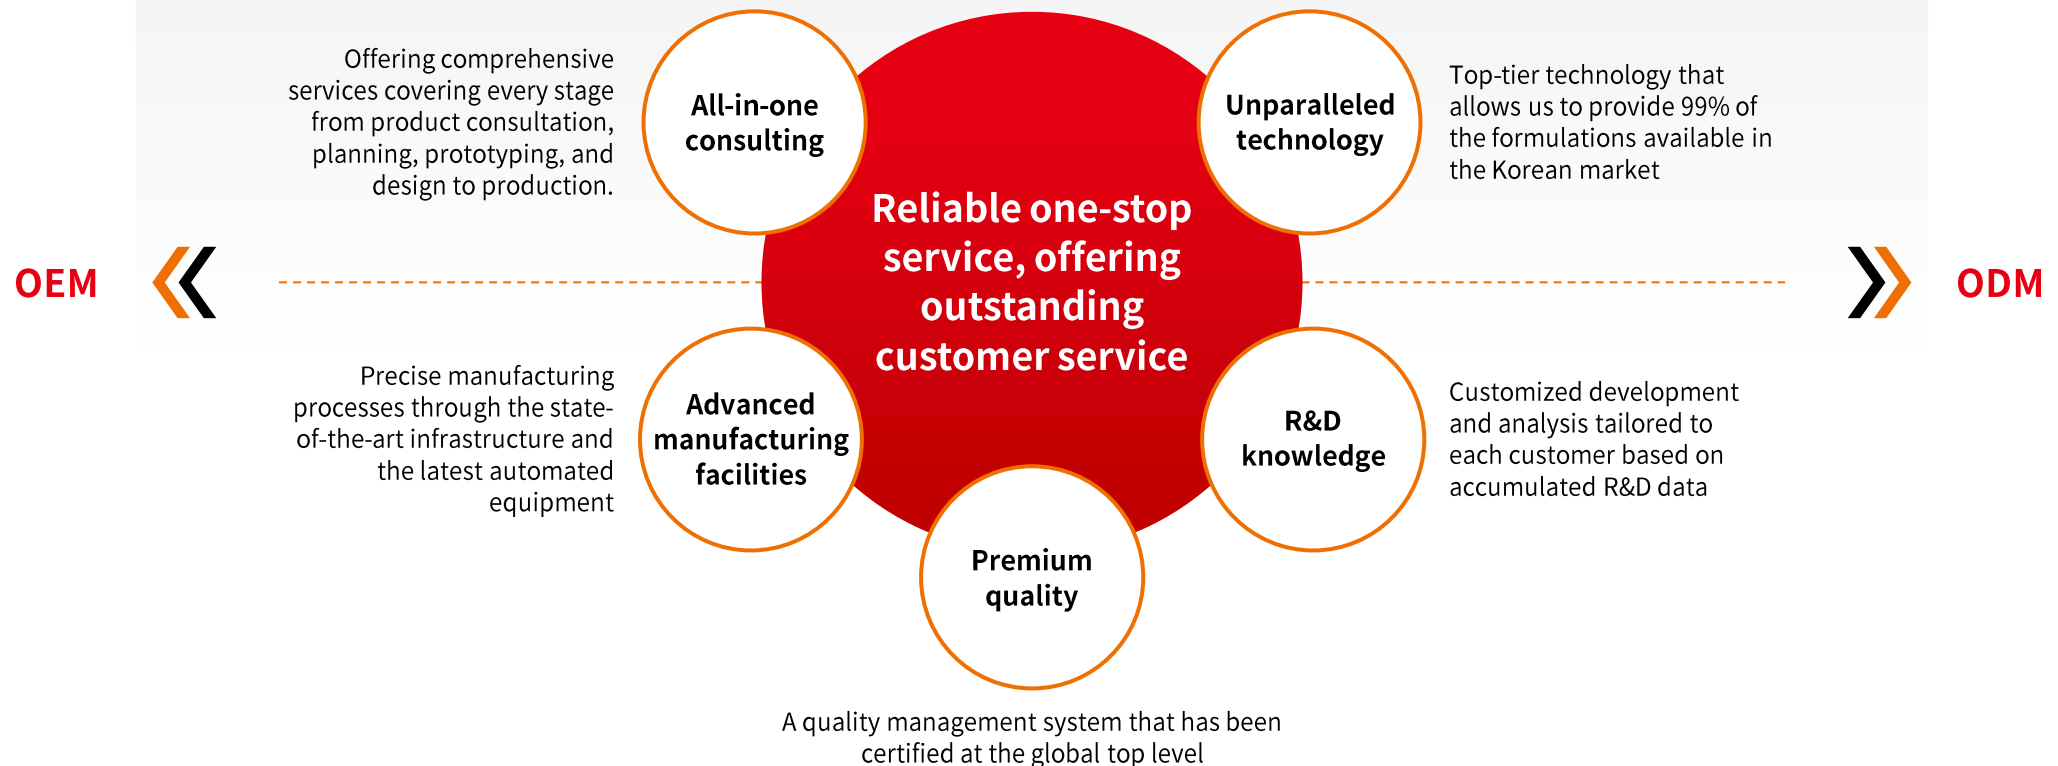 Offering comprehensive
services covering every stage
from product consultation,
planning, prototyping, and
design to production.
All-in-one
consulting
Unparalleled
technology
Top-tier technology that
allows us to provide 99% of
the formulations available in
the Korean market
OEM
Reliable one-stop
service, offering
outstanding
customer service
ODM
Precise manufacturing
processes through the state-
of-the-art infrastructure and
the latest automated
equipment
Advanced
manufacturing
facilities
R&D
knowledge
Customized development
and analysis tailored to
each customer based on
accumulated R&D data
Premium
quality
A quality management system that has been
certified at the global top level